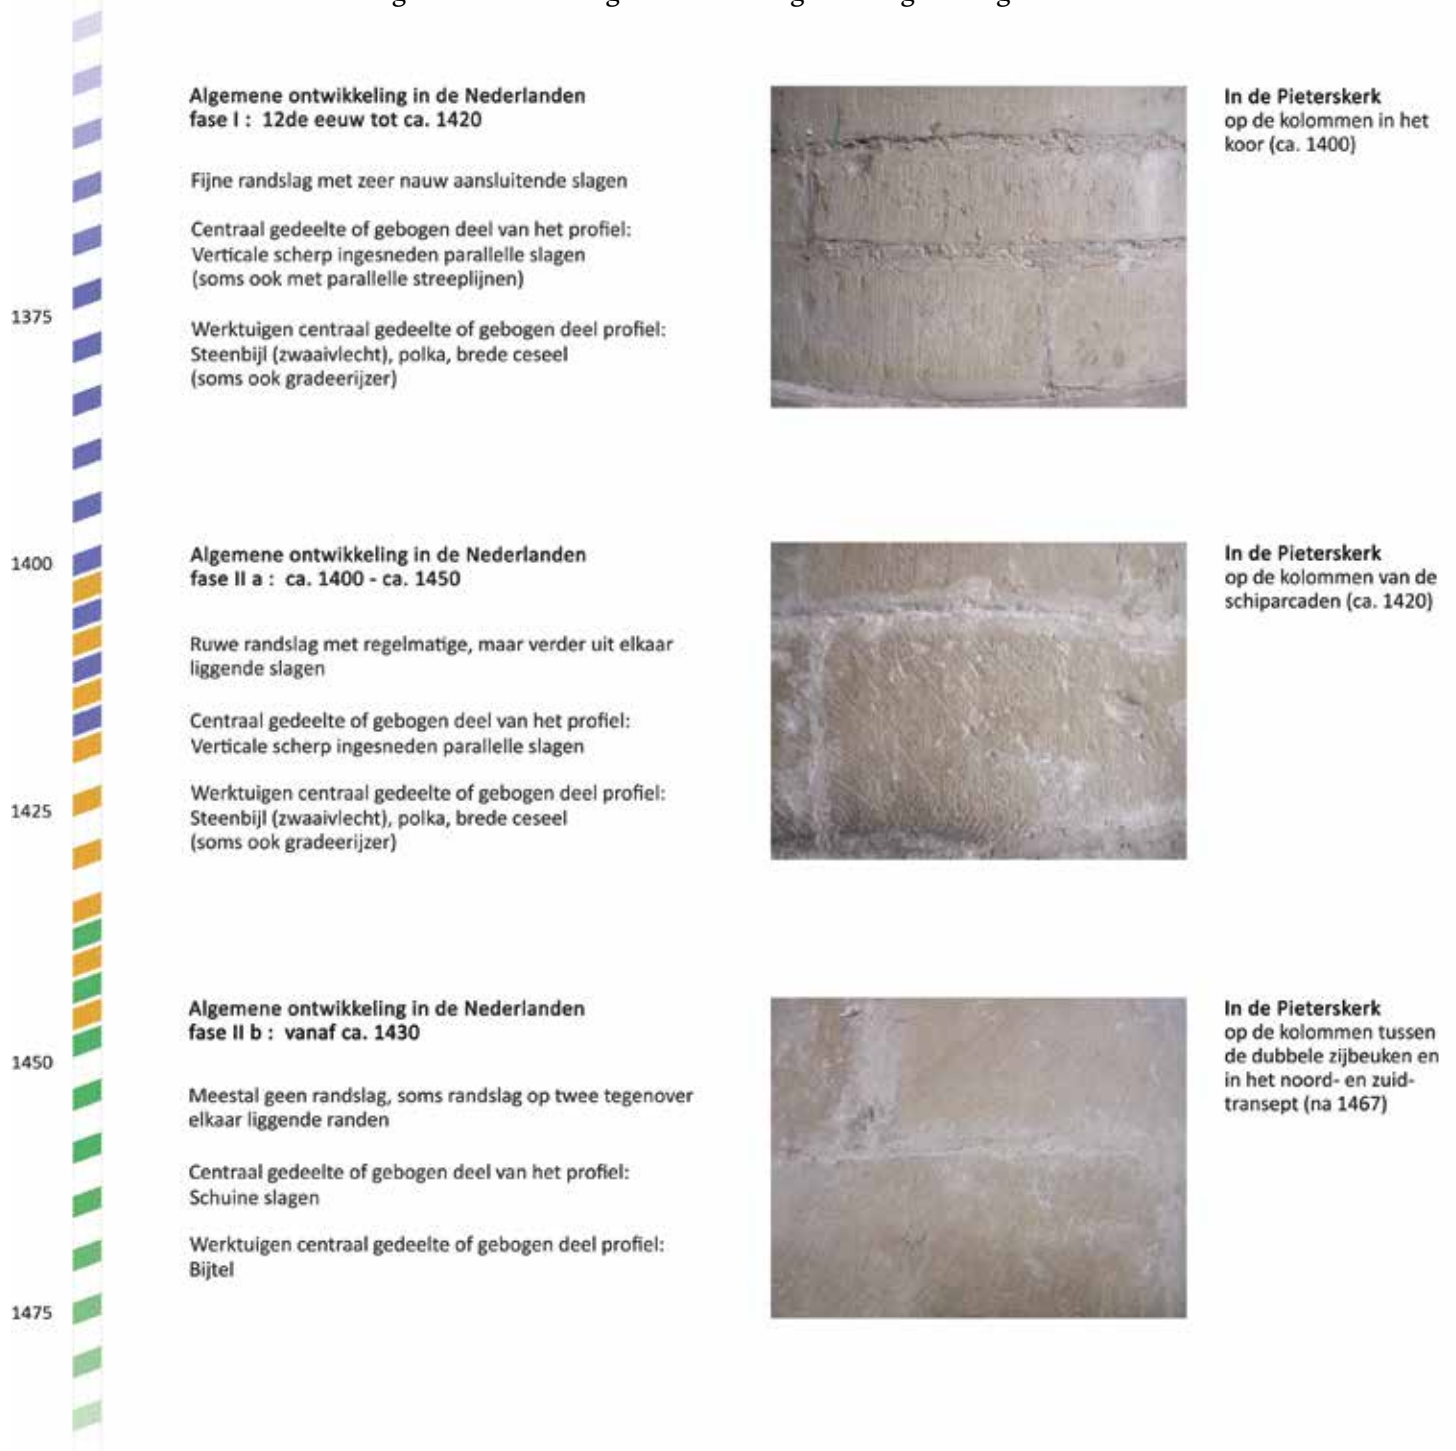 Algemene ontwikkeling in de Nederlanden
fase I : 12de eeuw tot ca. 1420
Fijne randslag met zeer nauw aansluitende slagen
Centraal gedeelte of gebogen deel van het profiel:
Verticale scherp ingesneden parallelle slagen
(soms ook met parallelle streeplijnen)
Werktuigen centraal gedeelte of gebogen deel profiel:
Steenbijl (zwaaivlecht), polka, brede ceseel
(soms ook gradeerijzer)
In de Pieterskerk
op de kolommen in het
koor (ca. 1400)
1375
1400
Algemene ontwikkeling in de Nederlanden
fase II a : ca. 1400 - ca. 1450
Ruwe randslag met regelmatige, maar verder uit elkaar
liggende slagen
Centraal gedeelte of gebogen deel van het profiel:
Verticale scherp ingesneden parallelle slagen
Werktuigen centraal gedeelte of gebogen deel profiel:
Steenbijl (zwaaivlecht), polka, brede ceseel
(soms ook gradeerijzer)
In de Pieterskerk
op de kolommen van de
schiparcaden (ca. 1420)
1425
Algemene ontwikkeling in de Nederlanden
fase II b : vanaf ca. 1430
Meestal geen randslag, soms randslag op twee tegenover
elkaar liggende randen
Centraal gedeelte of gebogen deel van het profiel:
Schuine slagen
Werktuigen centraal gedeelte of gebogen deel profiel:
Bijtel
In de Pieterskerk
op de kolommen tussen
de dubbele zijbeuken en
in het noord- en zuid-
transept (na 1467)
1450
1475